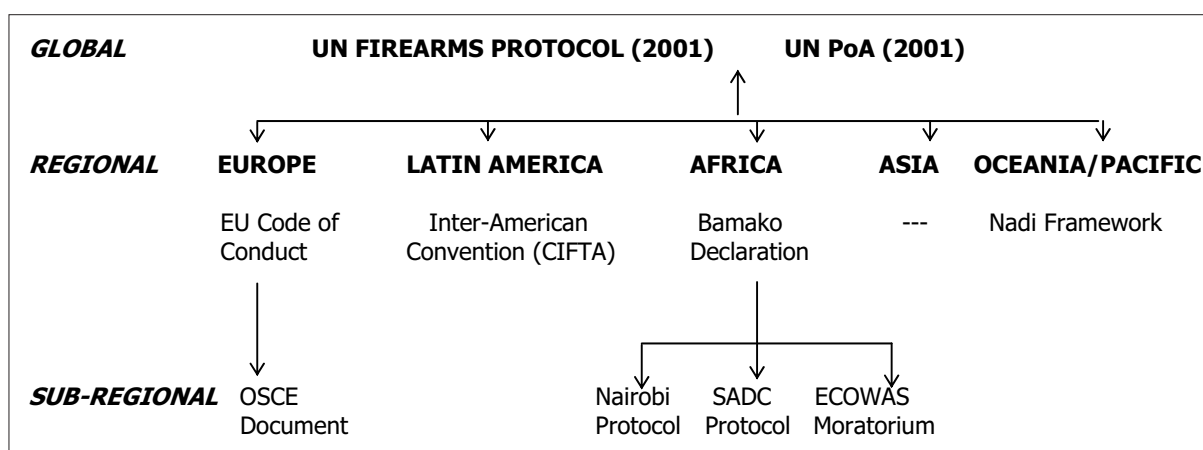 GLOBAL UN FIREARMS PROTOCOL (2001) UN PoA (2001)
REGIONAL EUROPE LATIN AMERICA AFRICA ASIA OCEANIA/PACIFIC
EU Code of Inter-American Bamako --- Nadi Framework
Conduct Convention (CIFTA) Declaration
SUB-REGIONAL OSCE Nairobi SADC ECOWAS
Document Protocol Protocol Moratorium